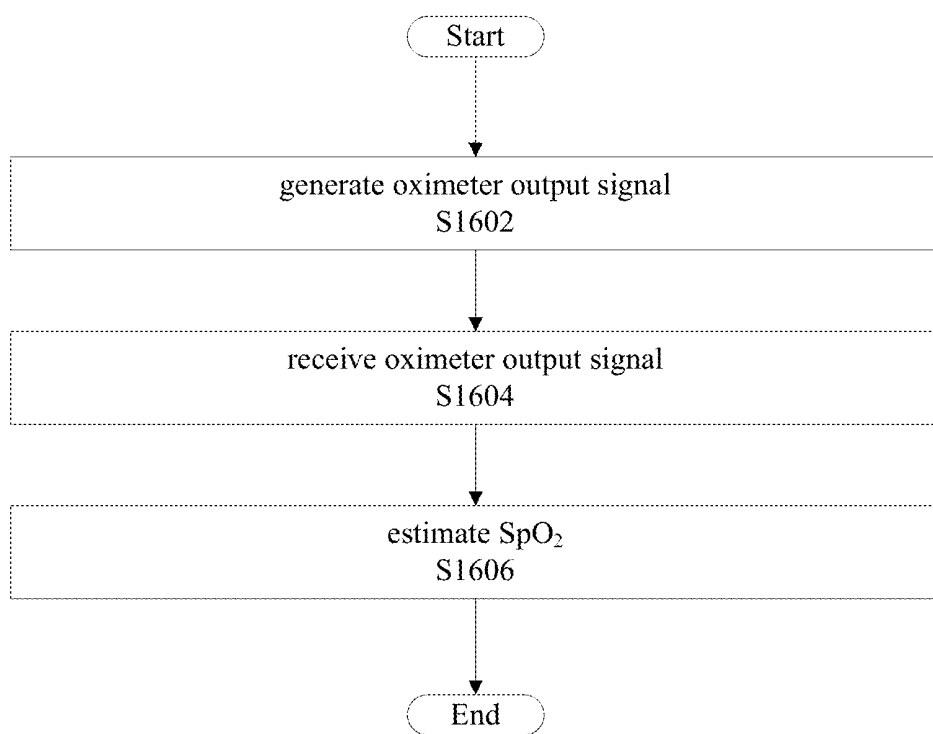 Start
generate oximeter output signal
S1602
receive oximeter output signal
S1604
estimate SpO₂
S1606
End